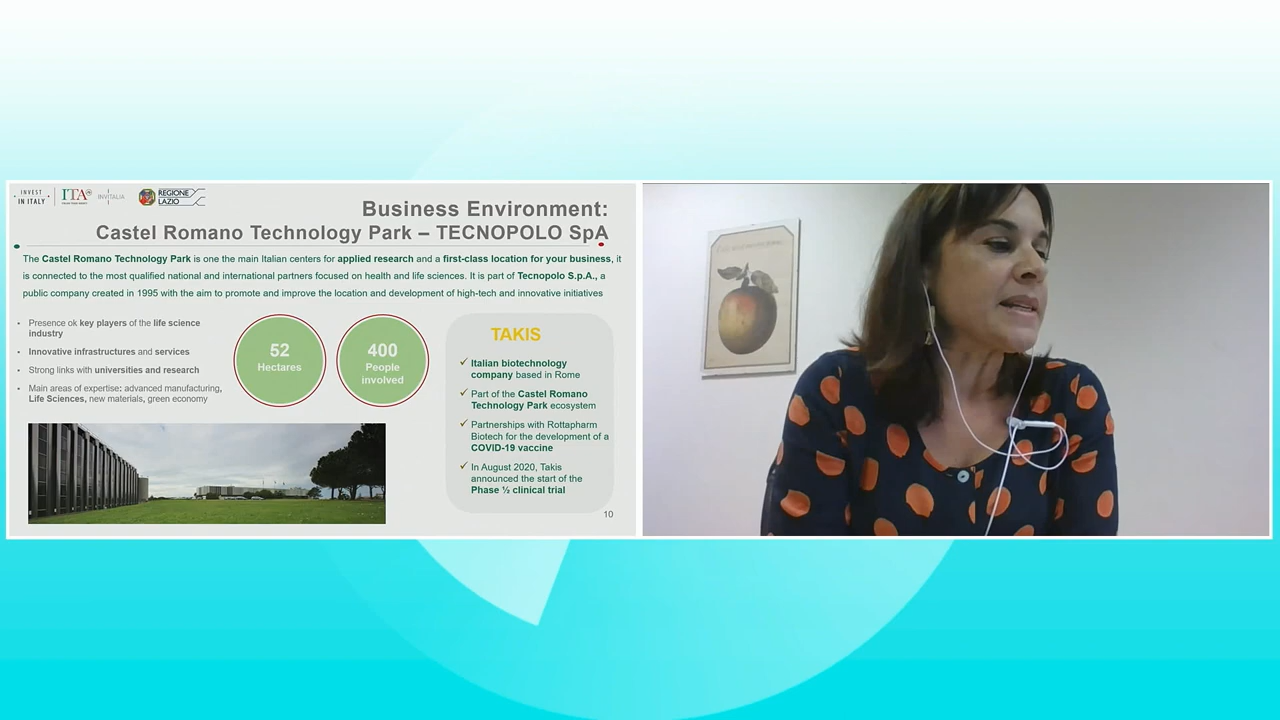 INVEST
IN ITALY
ITA
INVITALIA
REGIONE
LAZIO
Business Environment:
Castel Romano Technology Park – TECNOPOLO SpA
The Castel Romano Technology Park is one the main Italian centers for applied research and a first-class location for your business, it
is connected to the most qualified national and international partners focused on health and life sciences. It is part of Tecnopolo S.p.A., a
public company created in 1995 with the aim to promote and improve the location and development of high-tech and innovative initiatives
• Presence ok key players of the life science
industry
• Innovative infrastructures and services
• Strong links with universities and research
• Main areas of expertise: advanced manufacturing,
Life Sciences, new materials, green economy
52
Hectares
400
People
involved
TAKIS
✓ Italian biotechnology
company based in Rome
✓ Part of the Castel Romano
Technology Park ecosystem
✓ Partnerships with Rottapharm
Biotech for the development of a
COVID-19 vaccine
✓ In August 2020, Takis
announced the start of the
Phase ½ clinical trial
10